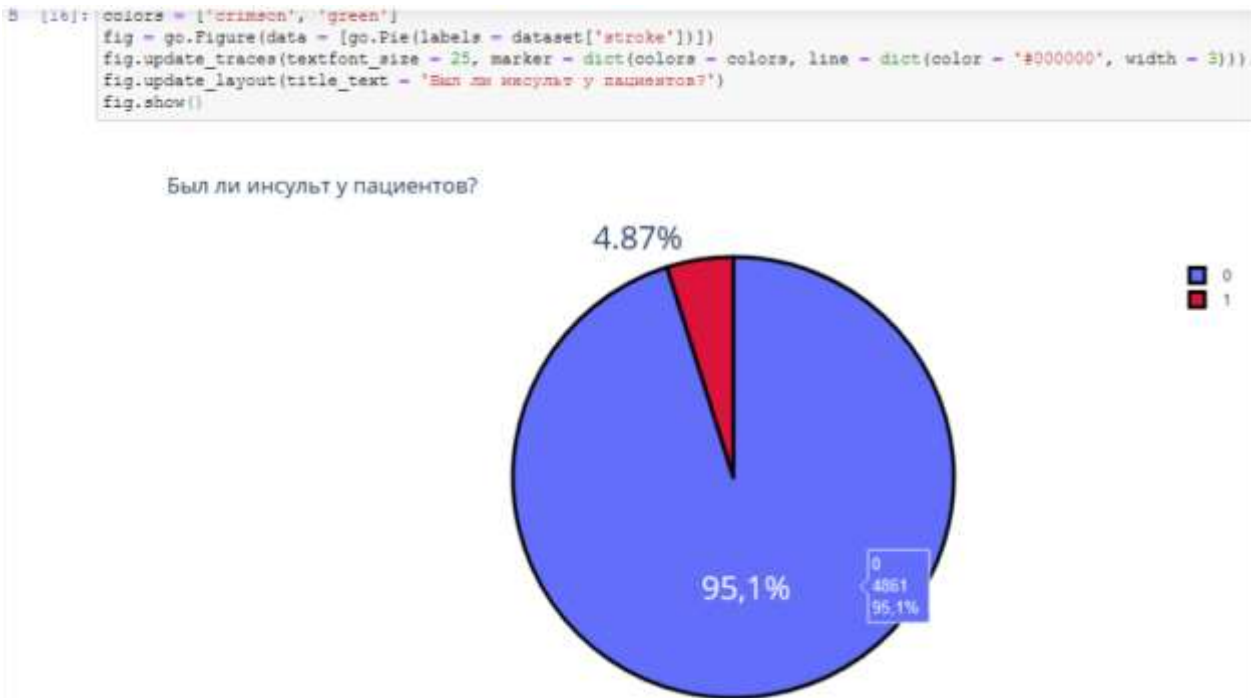 [16]: colors = ['crimson', 'green']
fig = go.Figure(data = [go.Pie(labels = dataset['stroke'])])
fig.update_traces(textfont_size = 25, marker = dict(colors = colors, line = dict(color = '#000000', width = 3)))
fig.update_layout(title_text = 'Был ли инсульт у пациентов?')
fig.show()
Был ли инсульт у пациентов?
4.87%
0
1
95,1%
0
4861
95,1%